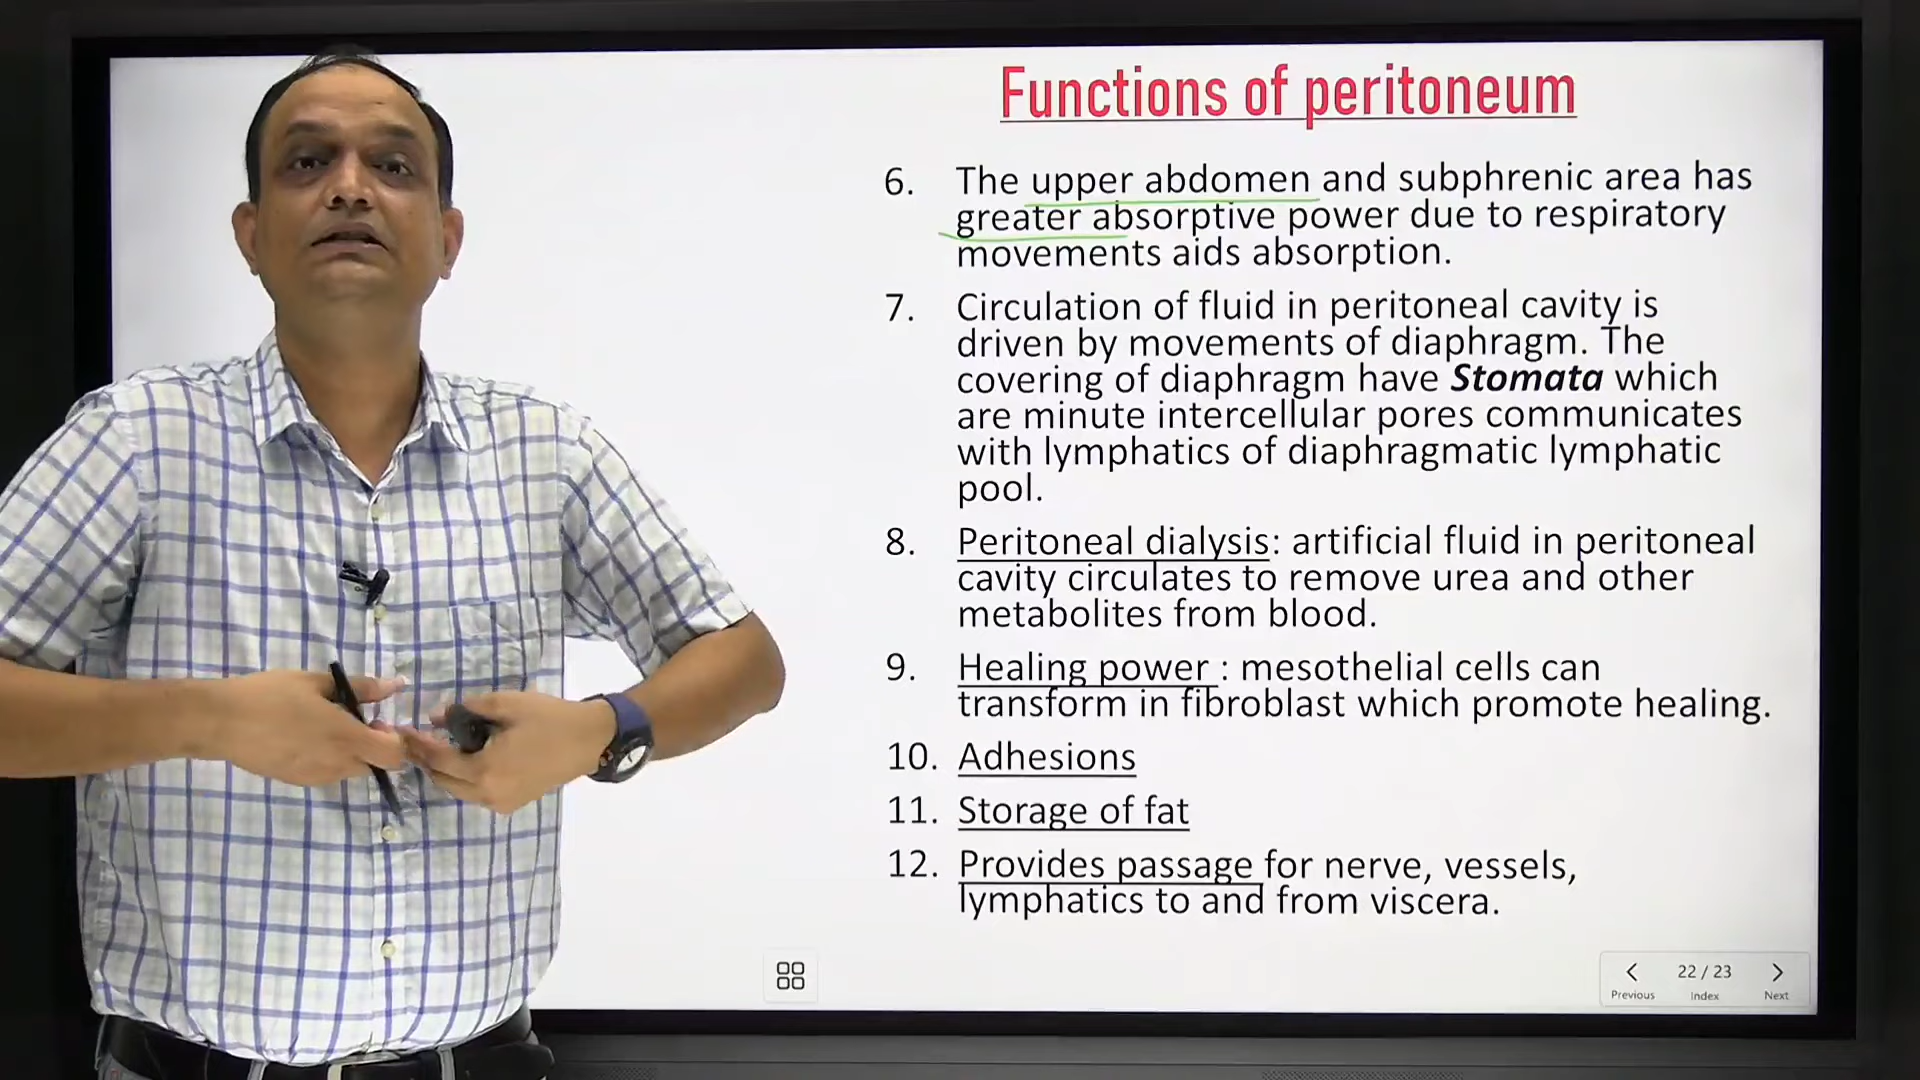 Functions of peritoneum
6. The upper abdomen and subphrenic area has
greater absorptive power due to respiratory
movements aids absorption.
7. Circulation of fluid in peritoneal cavity is
driven by movements of diaphragm. The
covering of diaphragm have Stomata which
are minute intercellular pores communicates
with lymphatics of diaphragmatic lymphatic
pool.
8. Peritoneal dialysis: artificial fluid in peritoneal
cavity circulates to remove urea and other
metabolites from blood.
9. Healing power : mesothelial cells can
transform in fibroblast which promote healing.
10. Adhesions
11. Storage of fat
12. Provides passage for nerve, vessels,
lymphatics to and from viscera.
22 / 23
Previous Index Next